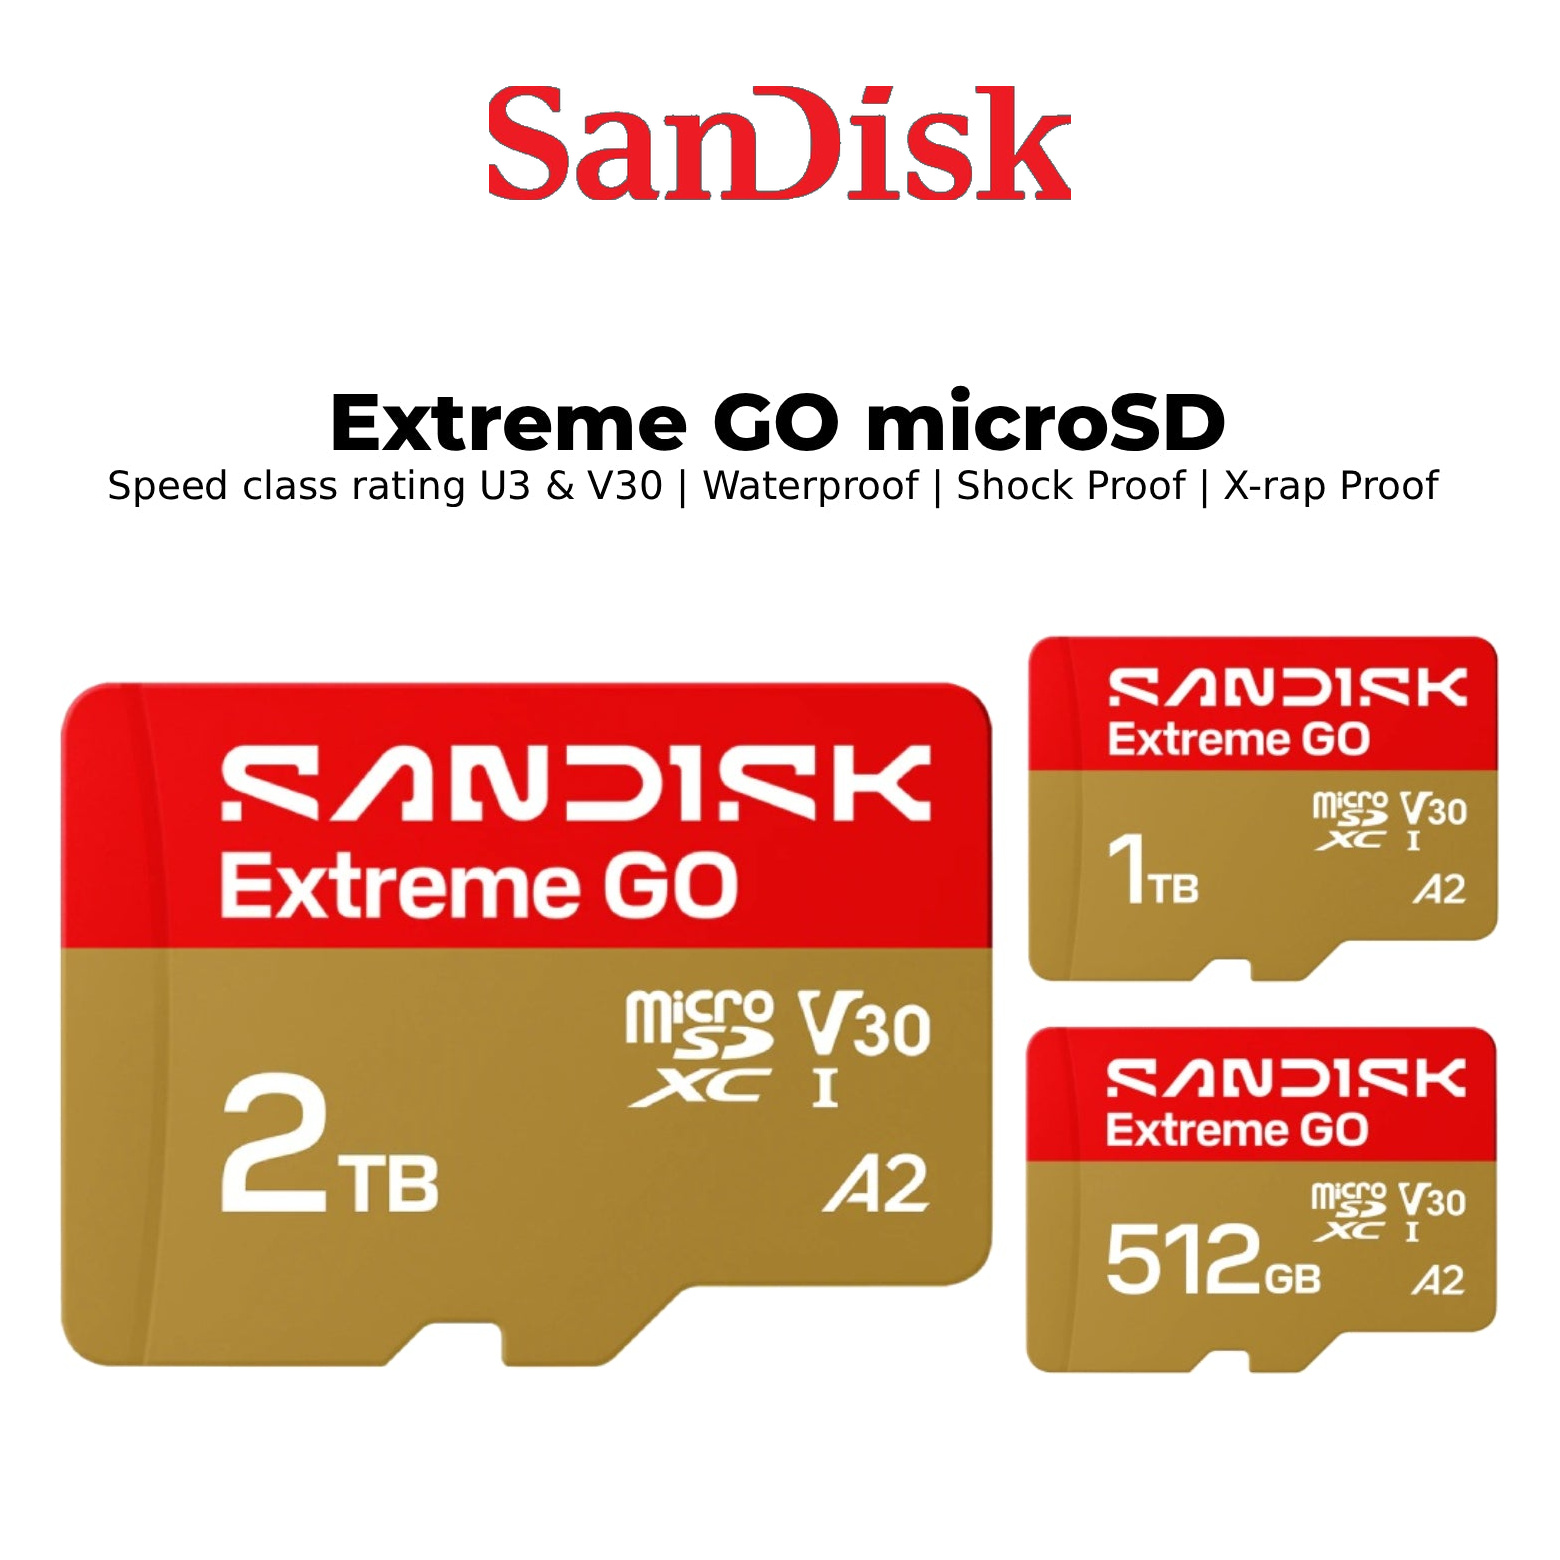 SanDisk
Extreme GO microSD
Speed class rating U3 & V30 | Waterproof | Shock Proof | X-rap Proof
SANDISK
Extreme GO
micro SD XC V30 I
2TB
A2
SANDISK
Extreme GO
micro SD XC V30 I
1TB
A2
SANDISK
Extreme GO
micro SD XC V30 I
512GB
A2